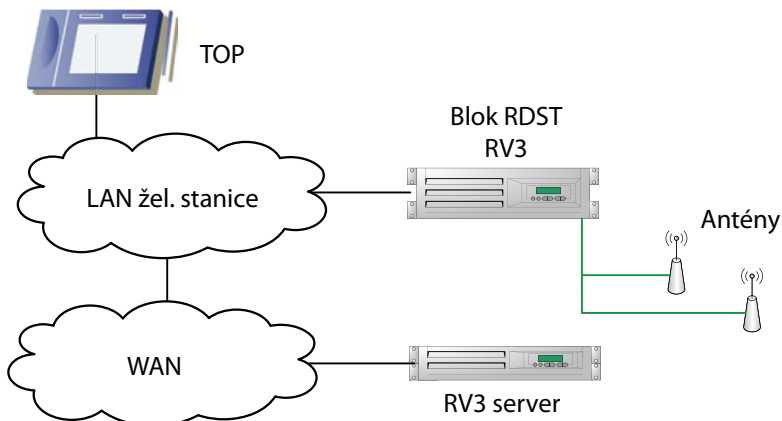 TOP
Blok RDST
RV3
LAN žel. stanice
Antény
WAN
RV3 server